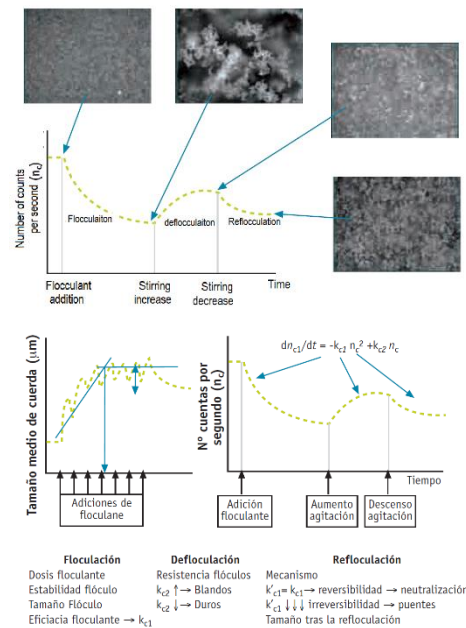 Number of counts
per second (nc)
Flocculaiton
deflocculaiton
Reflocculation
Time
Flocculant
addition
Stirring
increase
Stirring
decrease
Tamaño medio de cuerda (μm)
Adiciones de
floculane
dnc1/dt = -kc1 nc² +kc2 nc
Nº cuentas por
segundo (nc)
Tiempo
Adición
floculante
Aumento
agitación
Descenso
agitación
Floculación
Dosis floculante
Estabilidad flóculo
Tamaño Flóculo
Eficiacia floculante → kc1
Defloculación
Resistencia flóculos
kc2 ↑→ Blandos
kc2 ↓→ Duros
Refloculación
Mecanismo
k'c1= kc1→ reversibilidad → neutralización
k'c1 ↓↓↓ irreversibilidad → puentes
Tamaño tras la refloculación